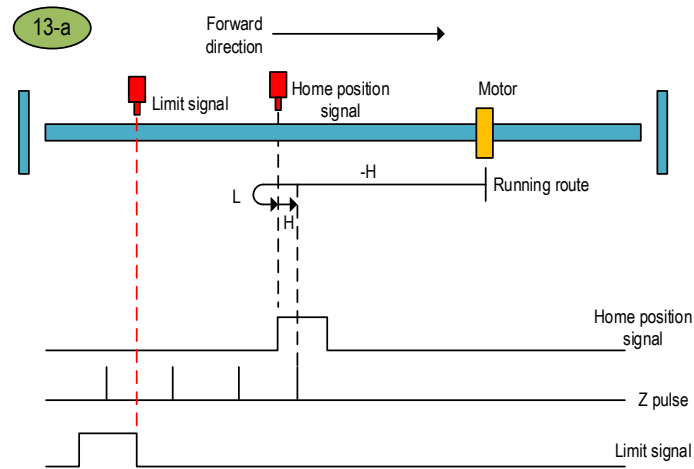 13-a
Forward
direction
Limit signal
Home position
signal
Motor
-H
Running route
L
H
Home position
signal
Z pulse
Limit signal